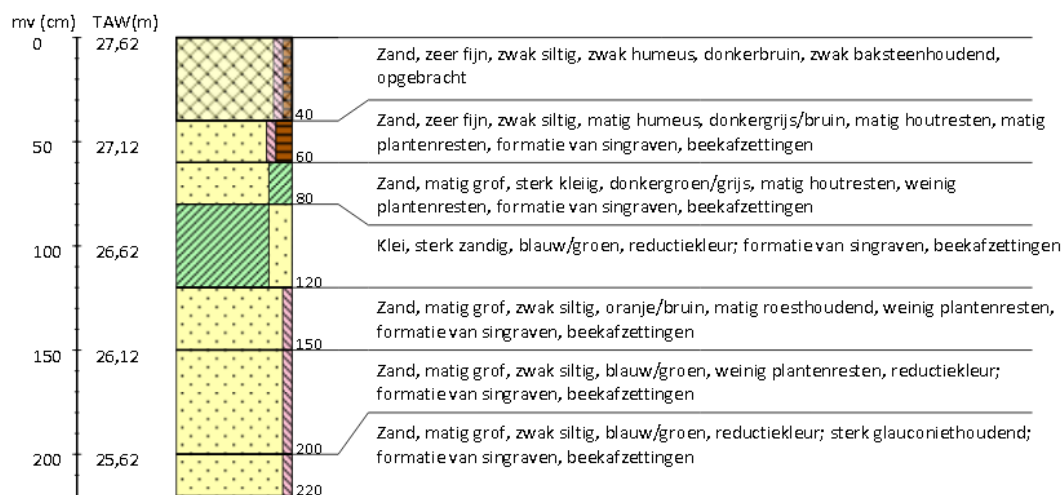 mv (cm) TAW(m)
0 27,62
Zand, zeer fijn, zwak siltig, zwak humeus, donkerbruin, zwak baksteenhoudend,
opgebracht
40
Zand, zeer fijn, zwak siltig, matig humeus, donkergrijs/bruin, matig houtresten, matig
plantenresten, formatie van singraven, beekafzettingen
50 27,12
60
Zand, matig grof, sterk kleiig, donkergroen/grijs, matig houtresten, weinig
plantenresten, formatie van singraven, beekafzettingen
80
100 26,62
Klei, sterk zandig, blauw/groen, reductiekleur; formatie van singraven, beekafzettingen
120
Zand, matig grof, zwak siltig, oranje/bruin, matig roesthoudend, weinig plantenresten,
formatie van singraven, beekafzettingen
150
150 26,12
Zand, matig grof, zwak siltig, blauw/groen, weinig plantenresten, reductiekleur;
formatie van singraven, beekafzettingen
200
Zand, matig grof, zwak siltig, blauw/groen, reductiekleur; sterk glauconiethoudend;
formatie van singraven, beekafzettingen
200 25,62
220